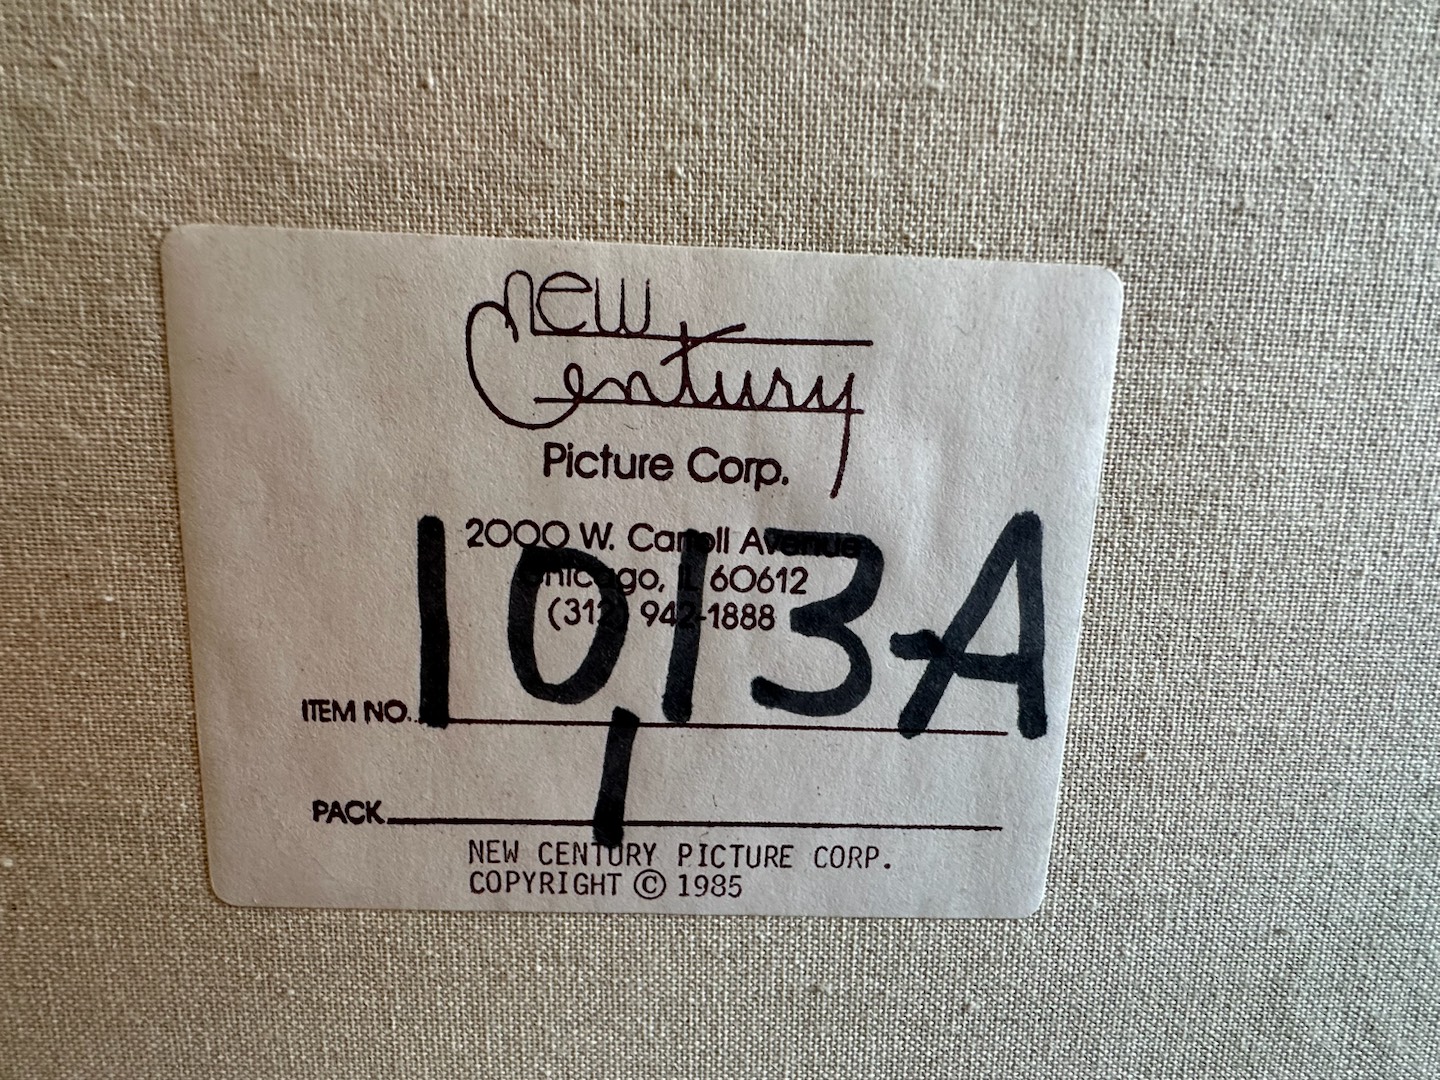 new
Century
Picture Corp.
2000 W. Carroll Avenue
Chicago, IL 60612
(312) 942-1888
ITEM NO. 1013-A
PACK 1
NEW CENTURY PICTURE CORP.
COPYRIGHT © 1985